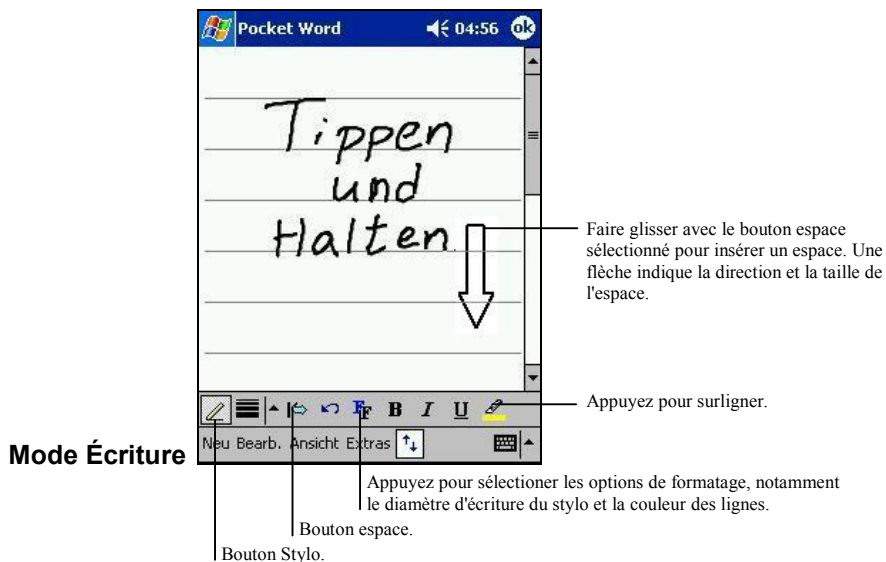 Pocket Word 04:56 ok
Tippen
und
Halten
Faire glisser avec le bouton espace
sélectionné pour insérer un espace. Une
flèche indique la direction et la taille de
l'espace.
B I U
Appuyez pour surligner.
Neu Bearb. Ansicht Extras
Mode Écriture
Appuyez pour sélectioner les options de formatage, notamment
le diamètre d'écriture du stylo et la couleur des lignes.
Bouton espace.
Bouton Stylo.